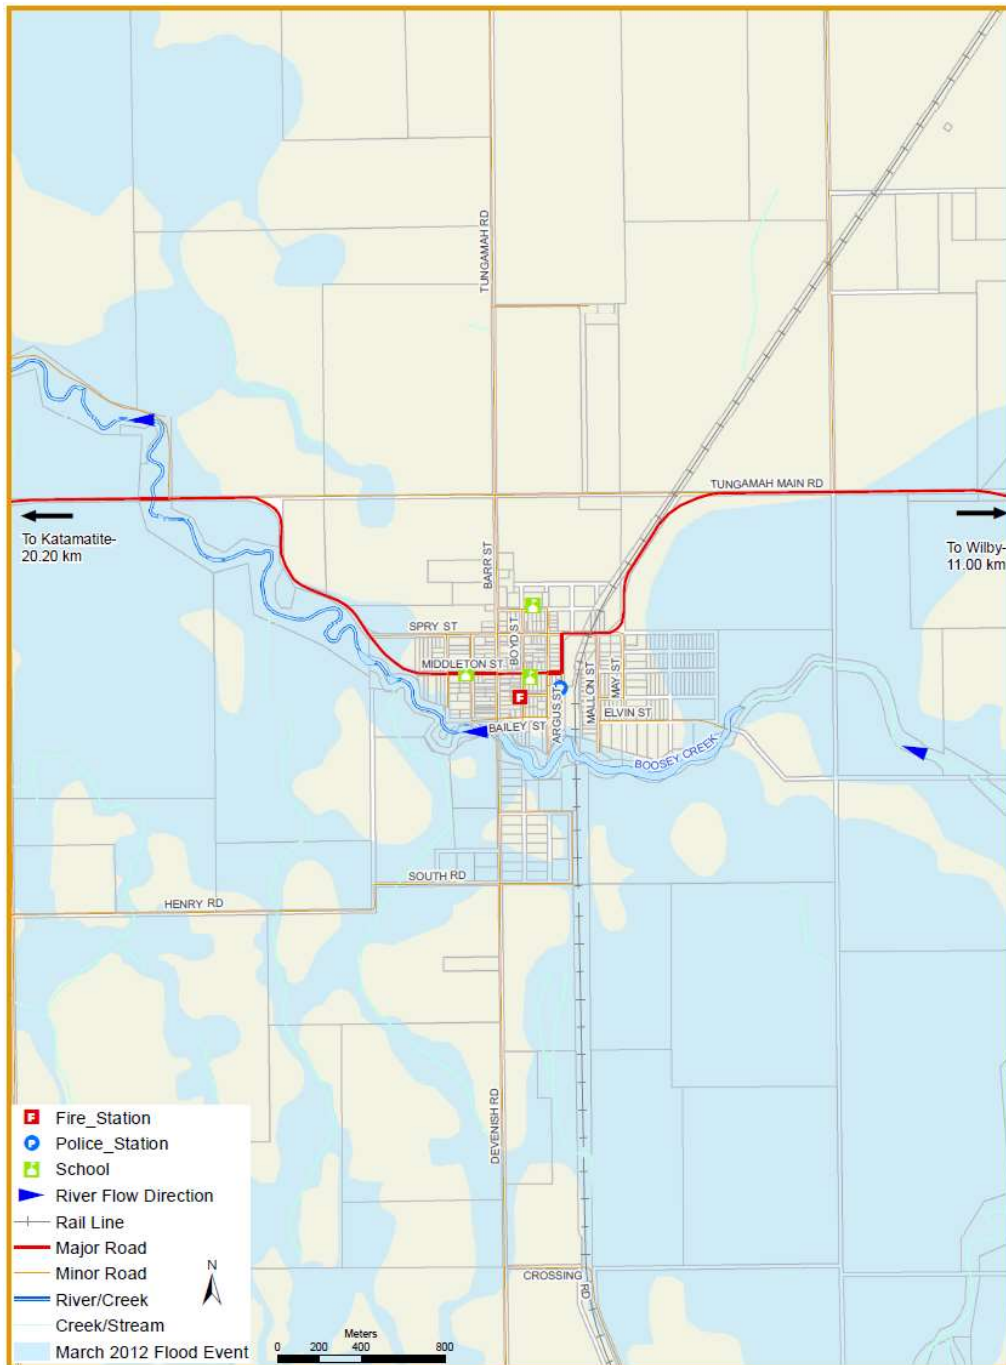 TUNGAMAH RD
TUNGAMAH MAIN RD
To Katamatite-
20.20 km
To Wilby-
11.00 km
BARR ST
SPRY ST
BOYD ST
MIDDLETON ST
MALLON ST
MAY ST
ARGUS ST
ELVIN ST
BAILEY ST
BOOSEY CREEK
SOUTH RD
HENRY RD
DEVENISH RD
CROSSING RD
F
P
F Fire_Station
P Police_Station
School
River Flow Direction
Rail Line
Major Road
Minor Road
River/Creek
Creek/Stream
March 2012 Flood Event
N
Meters
0 200 400 800